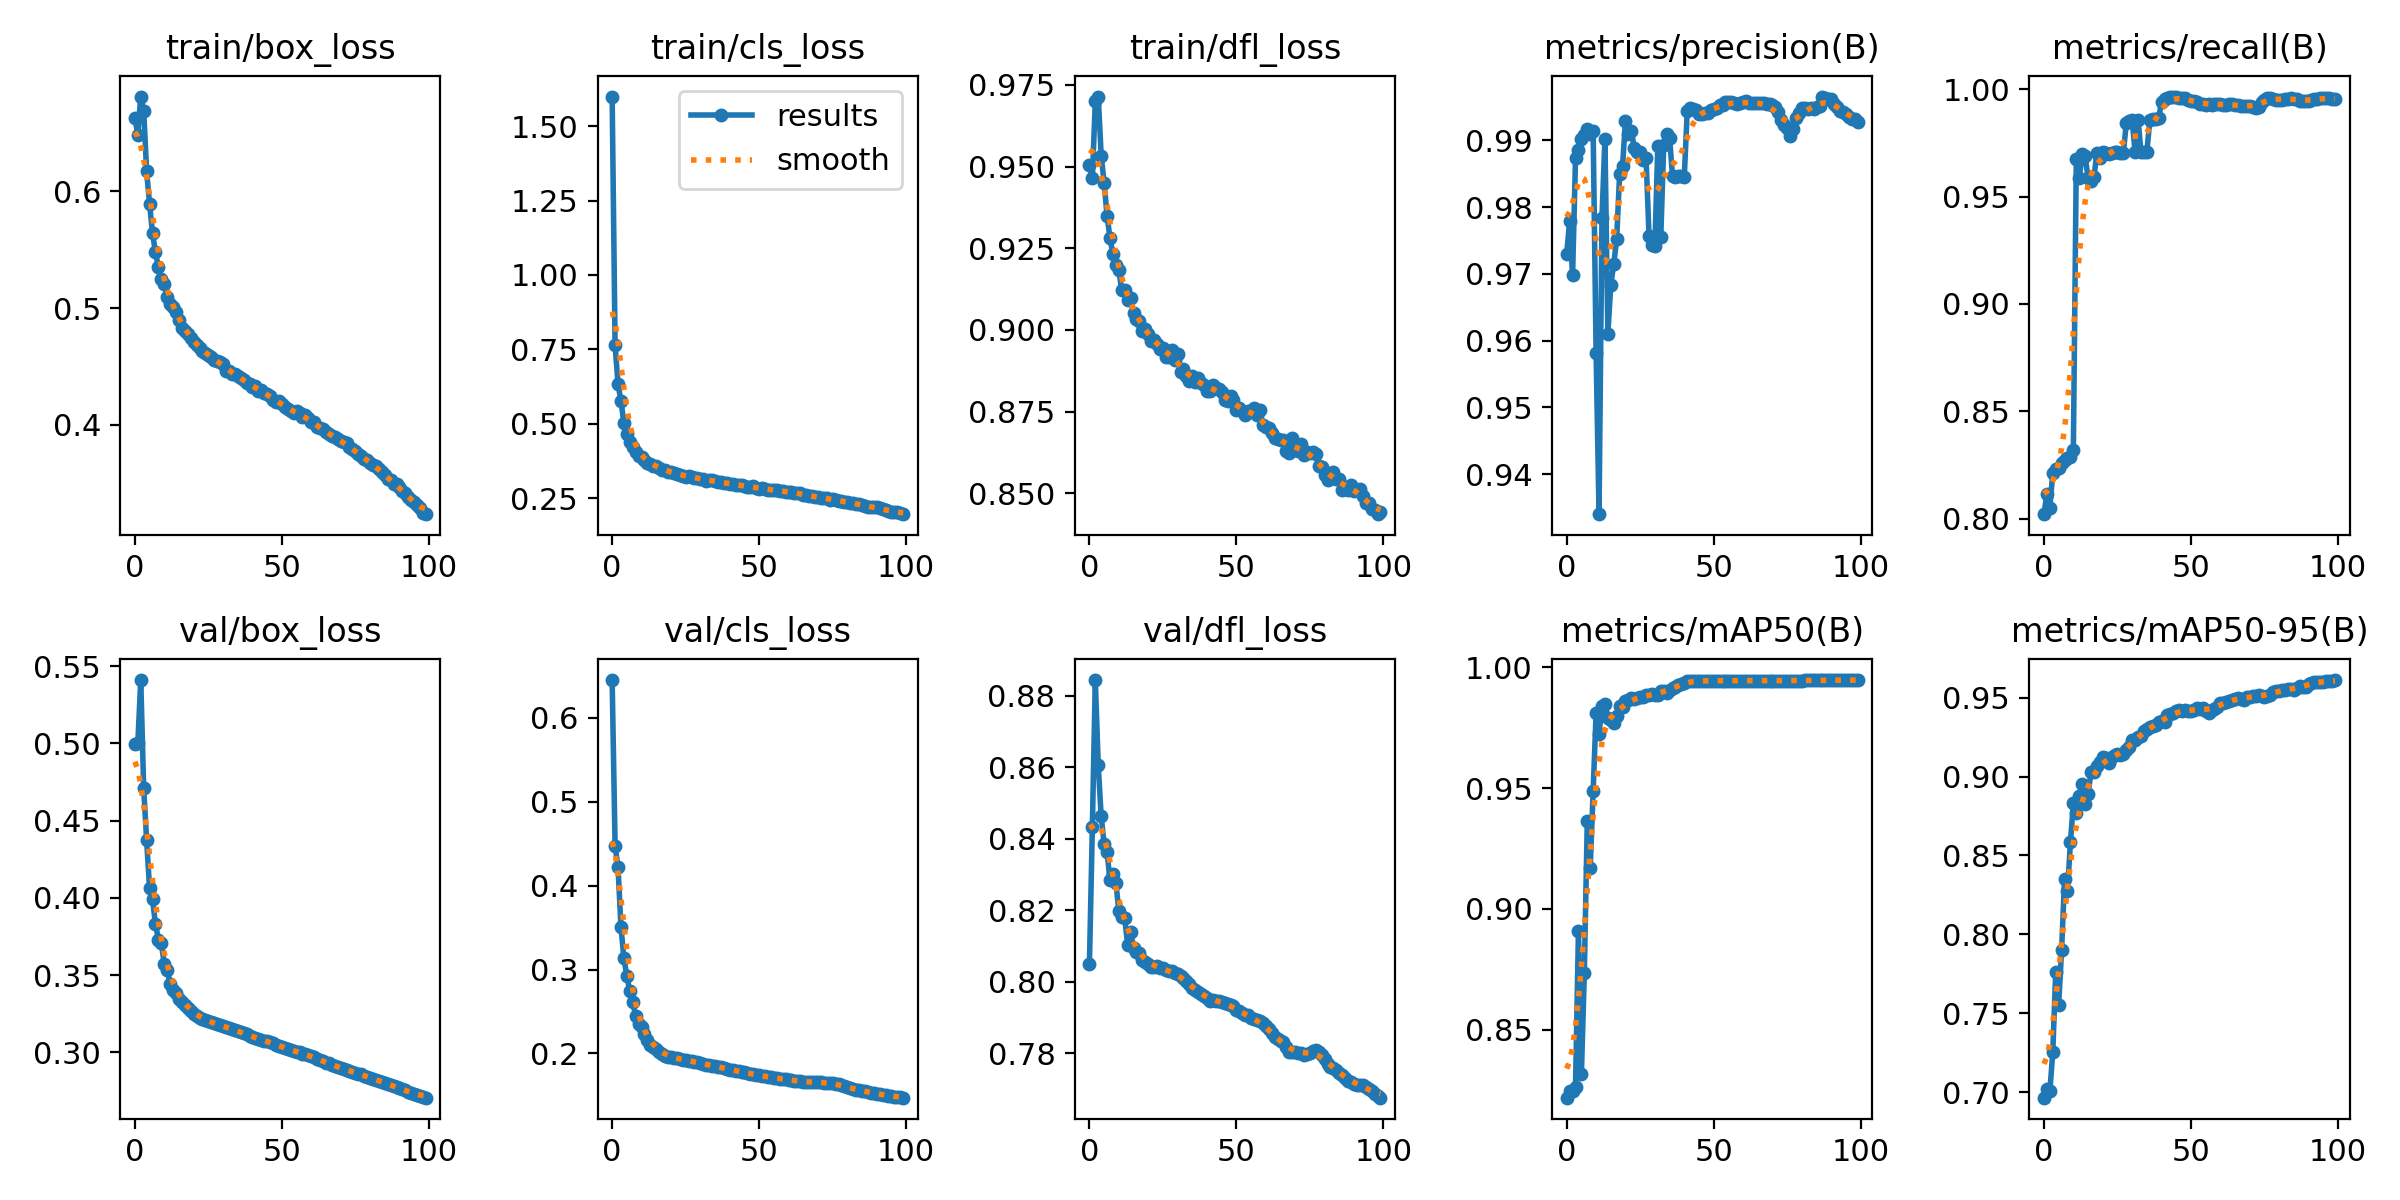 train/box_loss
0.6
0.5
0.4
0 50 100
train/cls_loss
results
smooth
1.50
1.25
1.00
0.75
0.50
0.25
0 50 100
train/dfl_loss
0.975
0.950
0.925
0.900
0.875
0.850
0 50 100
metrics/precision(B)
0.99
0.98
0.97
0.96
0.95
0.94
0 50 100
metrics/recall(B)
1.00
0.95
0.90
0.85
0.80
0 50 100
val/box_loss
0.55
0.50
0.45
0.40
0.35
0.30
0 50 100
val/cls_loss
0.6
0.5
0.4
0.3
0.2
0 50 100
val/dfl_loss
0.88
0.86
0.84
0.82
0.80
0.78
0 50 100
metrics/mAP50(B)
1.00
0.95
0.90
0.85
0 50 100
metrics/mAP50-95(B)
0.95
0.90
0.85
0.80
0.75
0.70
0 50 100